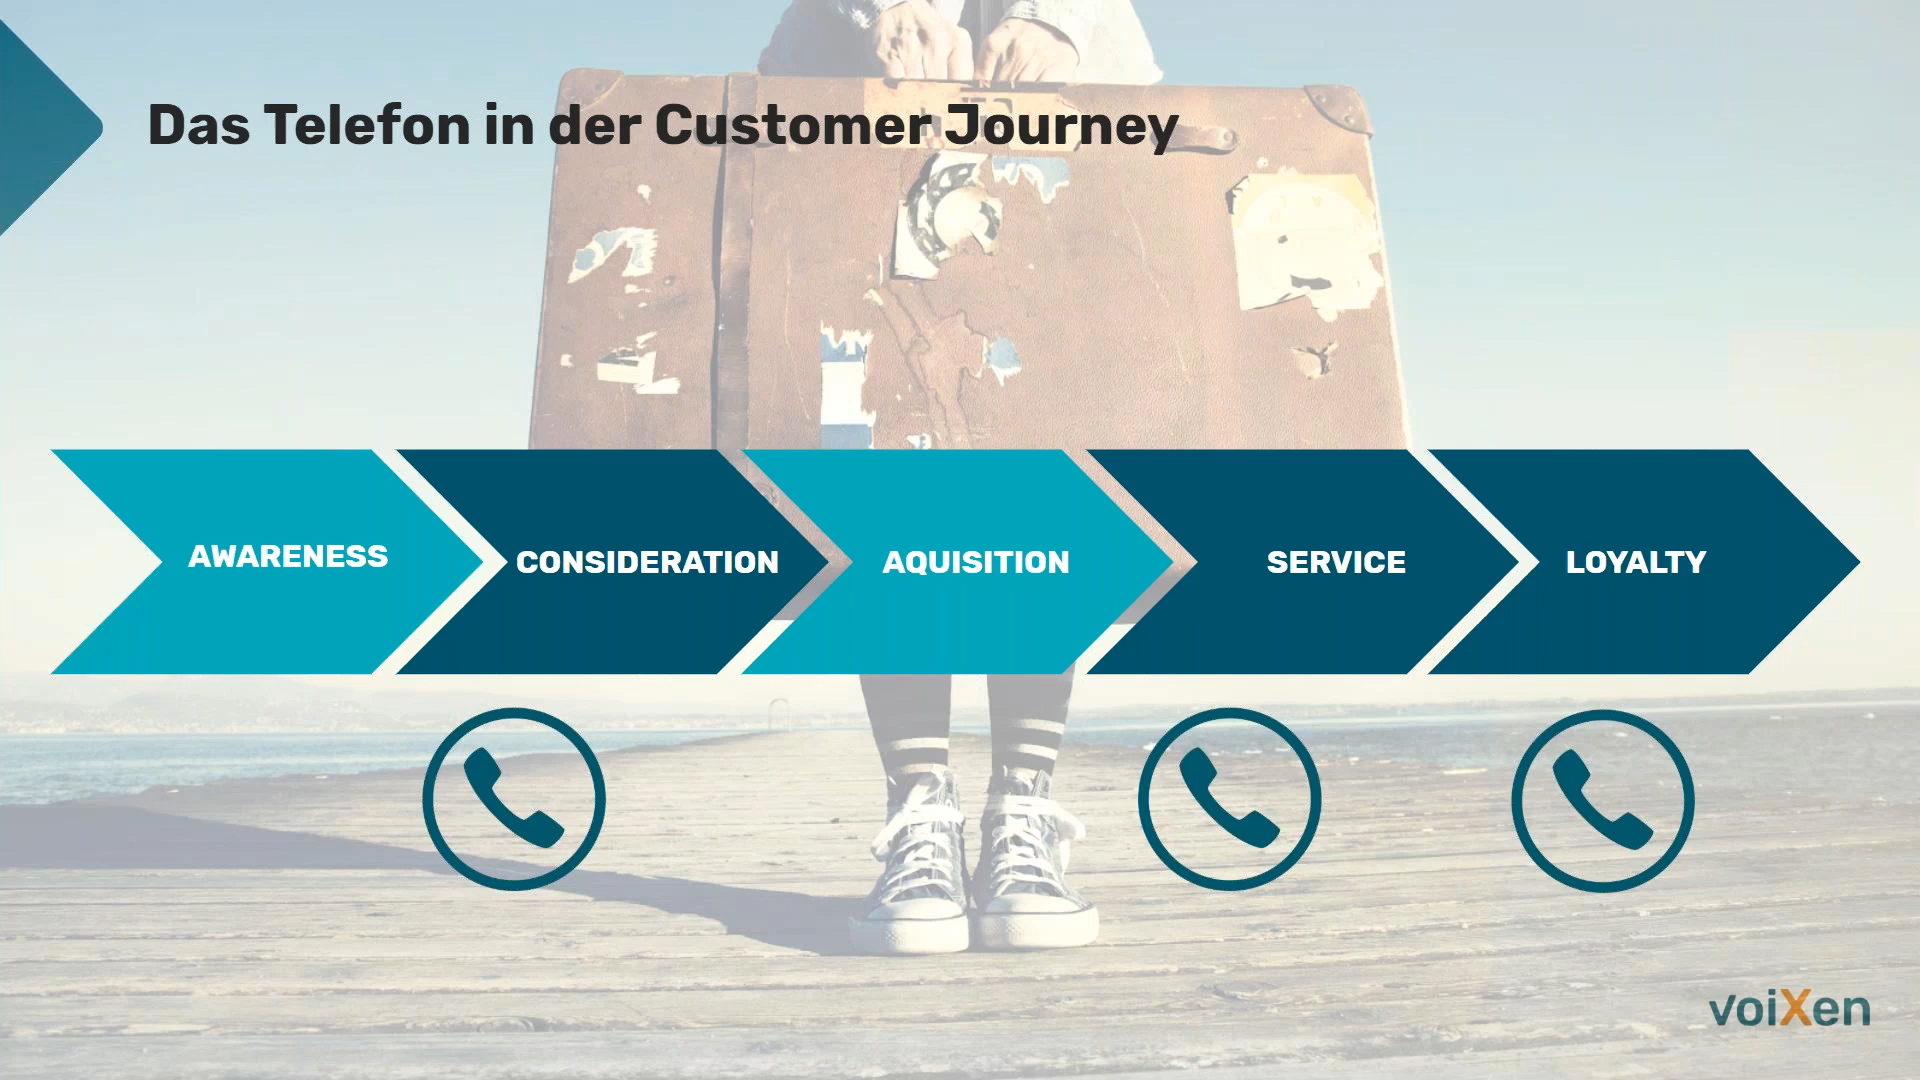 Das Telefon in der Customer Journey
AWARENESS
CONSIDERATION
AQUISITION
SERVICE
LOYALTY
voiXen